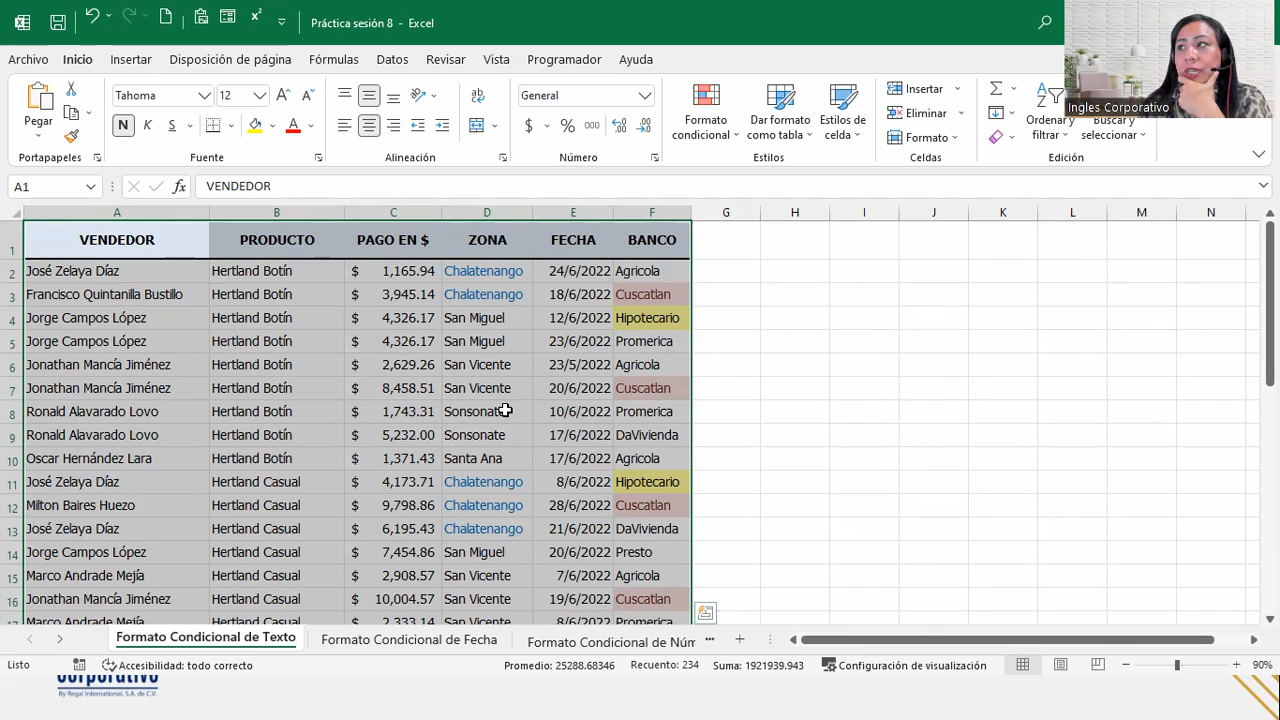 Práctica sesión 8 - Excel
Ingles Corporativo
Archivo Inicio Insertar Disposición de página Fórmulas Datos Revisar Vista Programador Ayuda
Pegar
Tahoma 12
N K S
General
$ % 000
Formato condicional
Dar formato como tabla
Estilos de celda
Insertar
Eliminar
Formato
Ordenar y filtrar
Buscar y seleccionar
Portapapeles Fuente Alineación Número Estilos Celdas Edición
A1 fx VENDEDOR
A B C D E F G H I J K L M N
1 VENDEDOR PRODUCTO PAGO EN $ ZONA FECHA BANCO
2 José Zelaya Díaz Hertland Botín $ 1,165.94 Chalatenango 24/6/2022 Agricola
3 Francisco Quintanilla Bustillo Hertland Botín $ 3,945.14 Chalatenango 18/6/2022 Cuscatlan
4 Jorge Campos López Hertland Botín $ 4,326.17 San Miguel 12/6/2022 Hipotecario
5 Jorge Campos López Hertland Botín $ 4,326.17 San Miguel 23/6/2022 Promerica
6 Jonathan Mancía Jiménez Hertland Botín $ 2,629.26 San Vicente 23/5/2022 Agricola
7 Jonathan Mancía Jiménez Hertland Botín $ 8,458.51 San Vicente 20/6/2022 Cuscatlan
8 Ronald Alavarado Lovo Hertland Botín $ 1,743.31 Sonsonate 10/6/2022 Promerica
9 Ronald Alavarado Lovo Hertland Botín $ 5,232.00 Sonsonate 17/6/2022 DaVivienda
10 Oscar Hernández Lara Hertland Botín $ 1,371.43 Santa Ana 17/6/2022 Agricola
11 José Zelaya Díaz Hertland Casual $ 4,173.71 Chalatenango 8/6/2022 Hipotecario
12 Milton Baires Huezo Hertland Casual $ 9,798.86 Chalatenango 28/6/2022 Cuscatlan
13 José Zelaya Díaz Hertland Casual $ 6,195.43 Chalatenango 21/6/2022 DaVivienda
14 Jorge Campos López Hertland Casual $ 7,454.86 San Miguel 20/6/2022 Presto
15 Marco Andrade Mejía Hertland Casual $ 2,908.57 San Vicente 7/6/2022 Agricola
16 Jonathan Mancía Jiménez Hertland Casual $ 10,004.57 San Vicente 19/6/2022 Cuscatlan
17 Marco Andrade Mejía Hertland Casual $ 2,333.14 San Vicente 8/6/2022 Promerica
Formato Condicional de Texto Formato Condicional de Fecha Formato Condicional de Núm ...
Listo Accesibilidad: todo correcto Promedio: 25288.68346 Recuento: 234 Suma: 1921939.943 Configuración de visualización 90%
Corporativo
By Regal International, S.A. de C.V.